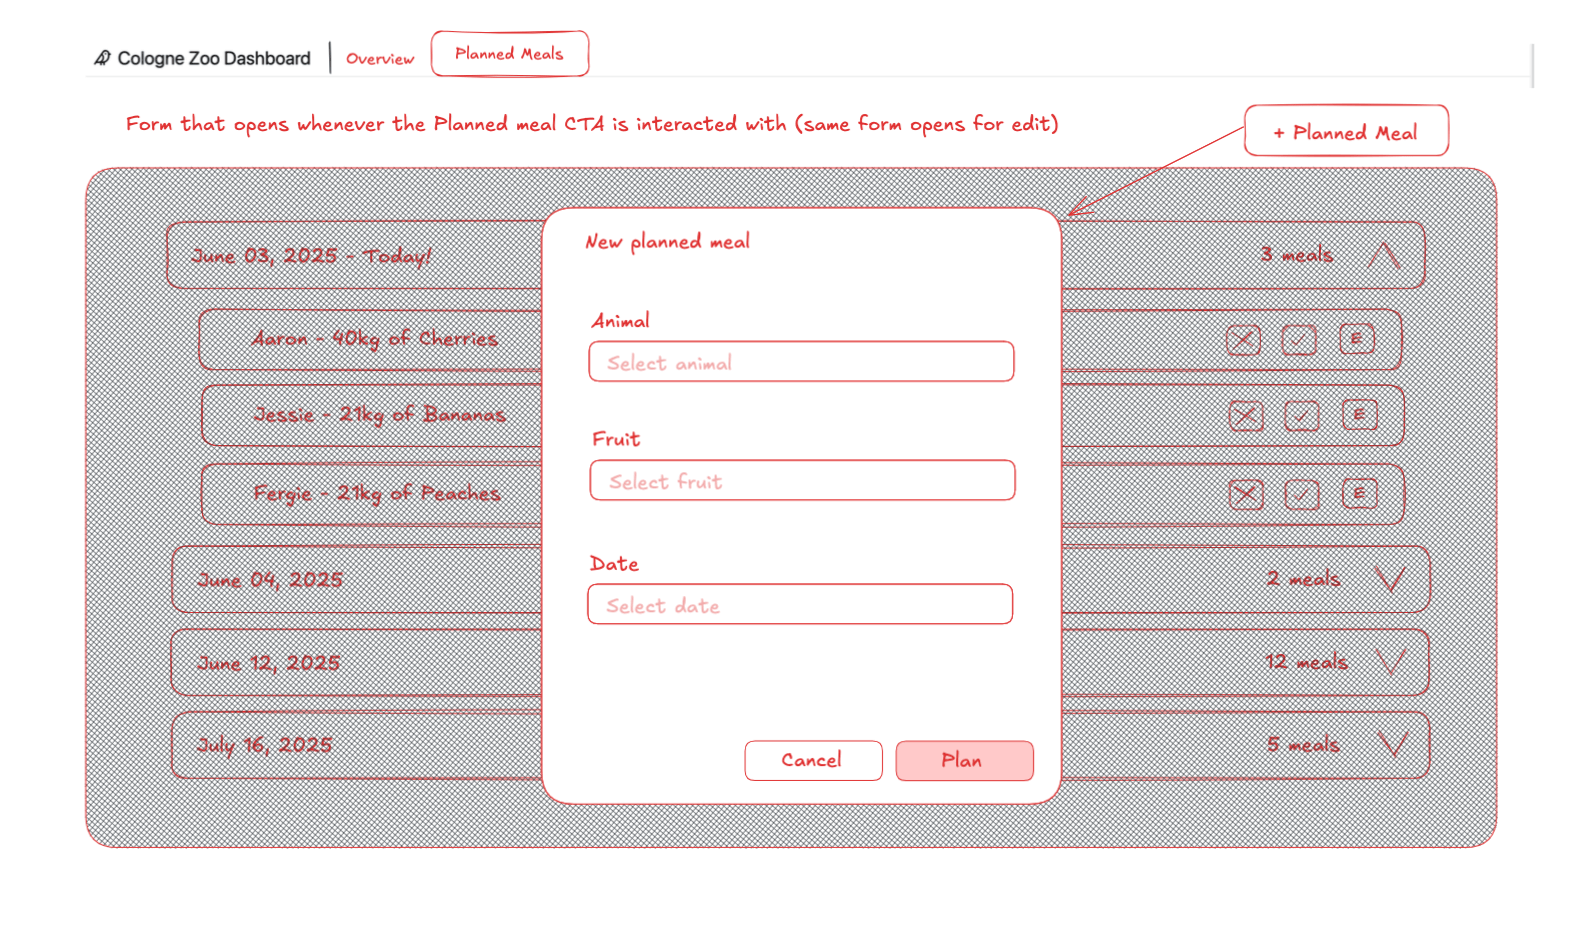 Cologne Zoo Dashboard
Overview
Planned Meals
Form that opens whenever the Planned meal CTA is interacted with (same form opens for edit)
+ Planned Meal
New planned meal
June 03, 2025 - Today!
3 meals
Animal
Aaron - 40kg of Cherries
E
Select animal
Jessie - 21kg of Bananas
E
Fruit
Select fruit
Fergie - 21kg of Peaches
E
Date
June 04, 2025
2 meals
Select date
June 12, 2025
12 meals
July 16, 2025
5 meals
Cancel
Plan